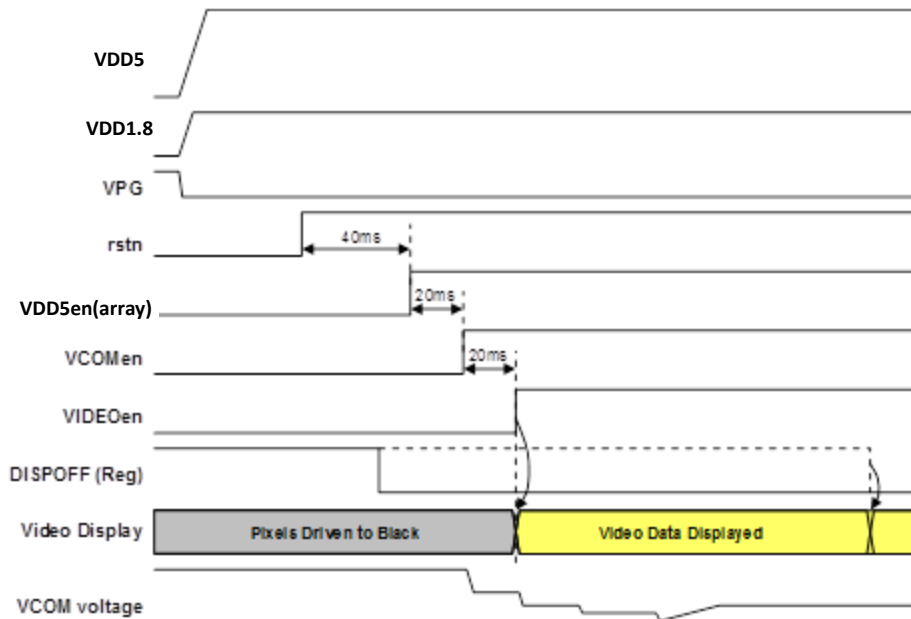 VDD5
VDD1.8
VPG
rstn
40ms
VDD5en(array)
20ms
VCOMen
20ms
VIDEOen
DISPOFF (Reg)
Video Display
Pixels Driven to Black
Video Data Displayed
VCOM voltage